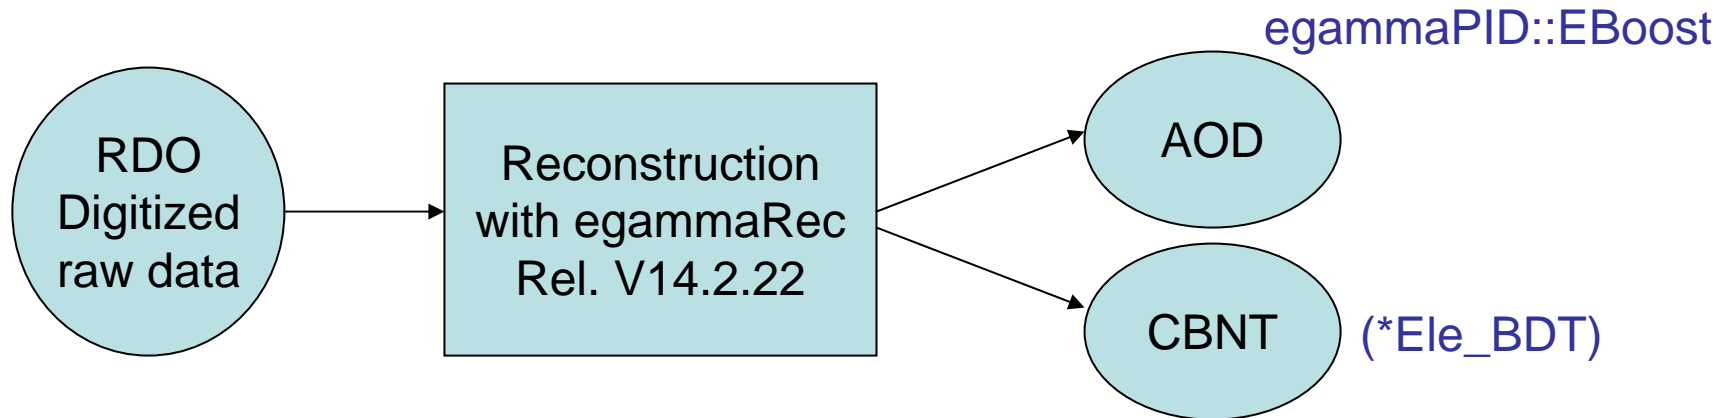 egammaPID::EBoost
RDO
Digitized
raw data
Reconstruction
with egammaRec
Rel. V14.2.22
AOD
CBNT
(*Ele_BDT)